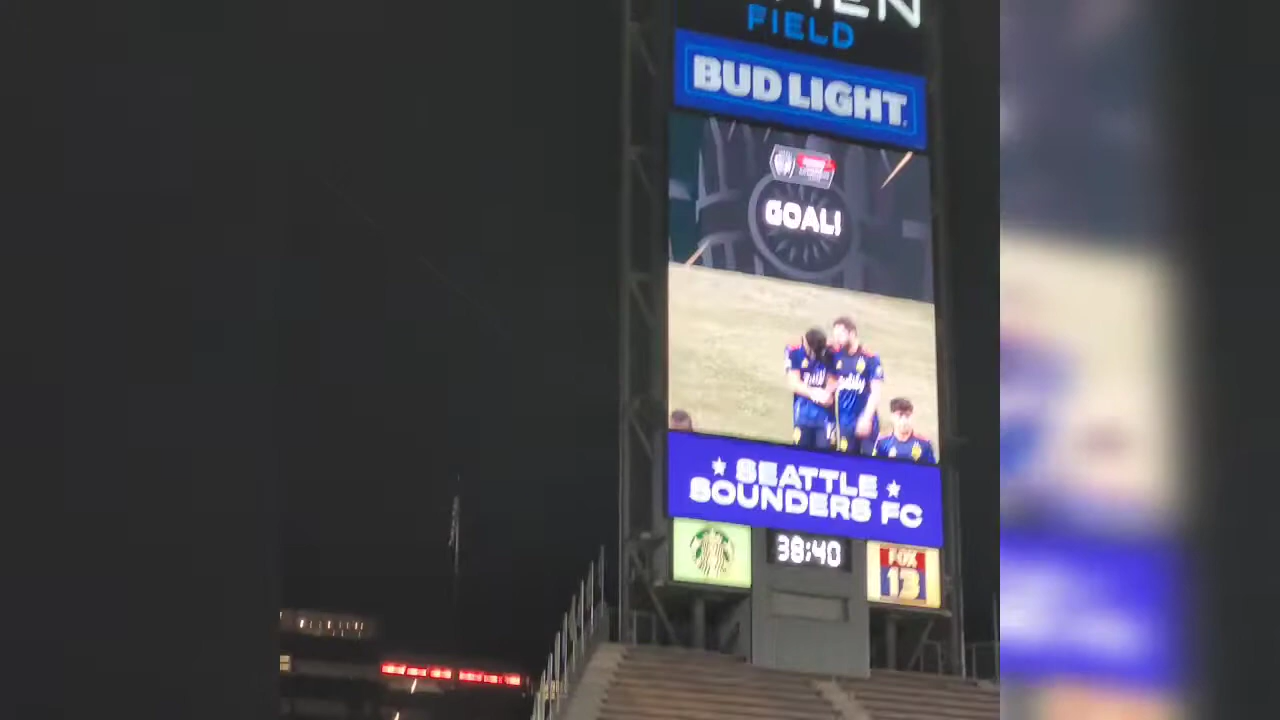 FIELD
BUD LIGHT
GOAL!
★ SEATTLE ★
SOUNDERS FC
38:40
FOX
13